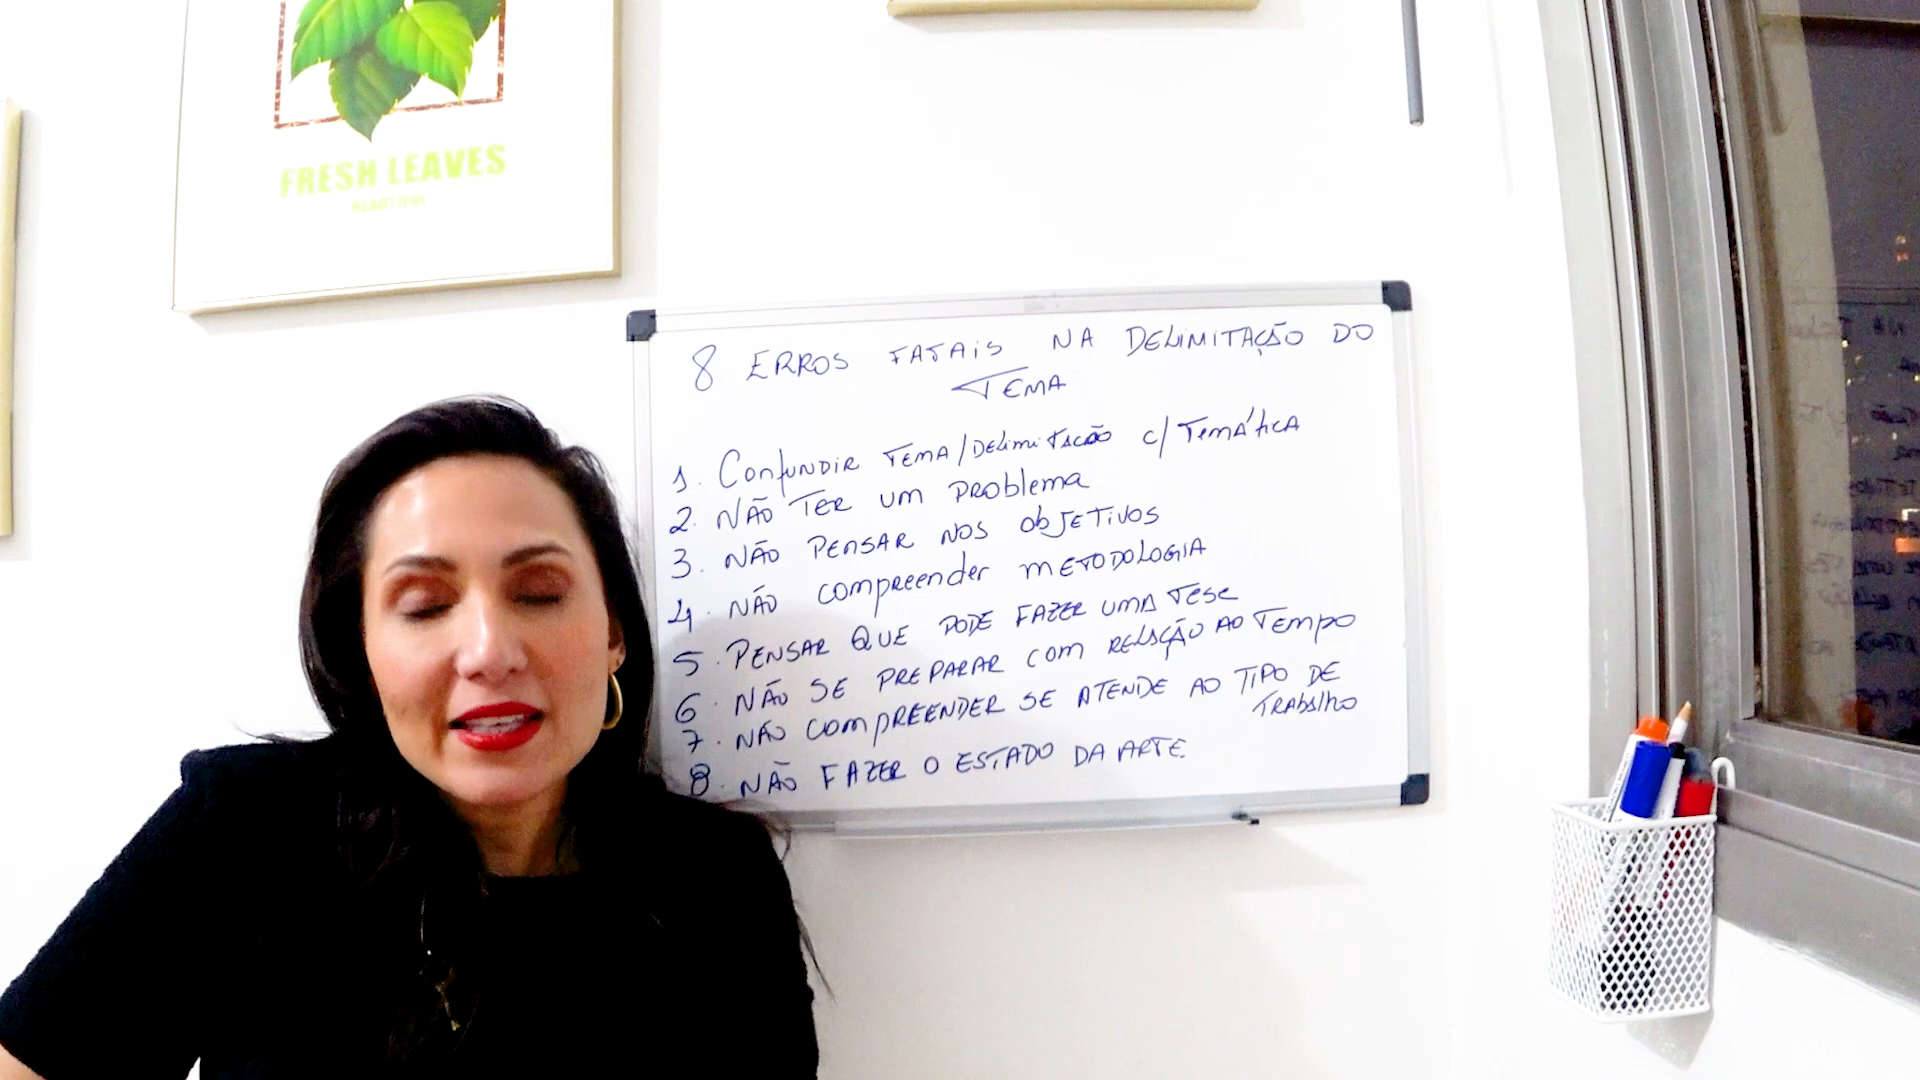 FRESH LEAVES
BEAUTIFUL
8 ERROS FATAIS NA DELIMITAÇÃO DO
TEMA
1. CONFUNDIR TEMA/DELIMITAÇÃO C/ TEMÁTICA
2. NÃO TER UM PROBLEMA
3. NÃO PENSAR NOS OBJETIVOS
4. NÃO COMPREENDER METODOLOGIA
5. PENSAR QUE PODE FAZER UMA TESE
6. NÃO SE PREPARAR COM RELAÇÃO AO TEMPO
7. NÃO COMPREENDER SE ATENDE AO TIPO DE
TRABALHO
8. NÃO FAZER O ESTADO DA ARTE